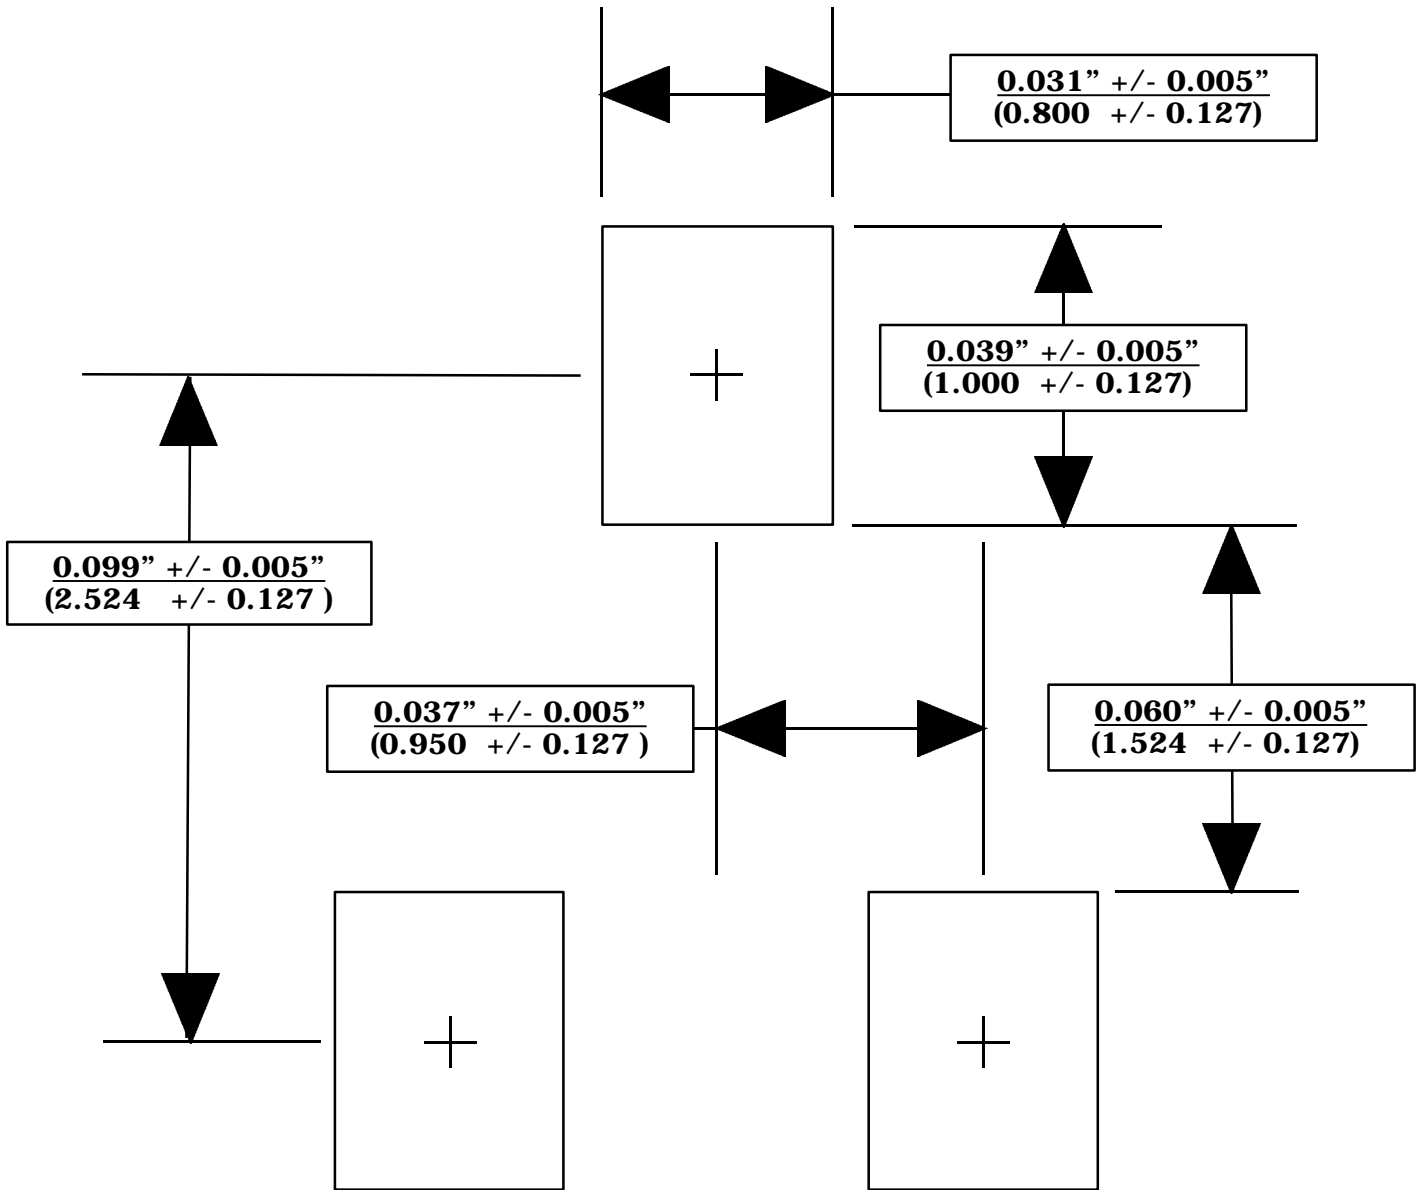 0.031” +/- 0.005”
(0.800 +/- 0.127)
0.039” +/- 0.005”
(1.000 +/- 0.127)
0.099” +/- 0.005”
(2.524 +/- 0.127 )
0.037” +/- 0.005”
(0.950 +/- 0.127 )
0.060” +/- 0.005”
(1.524 +/- 0.127)